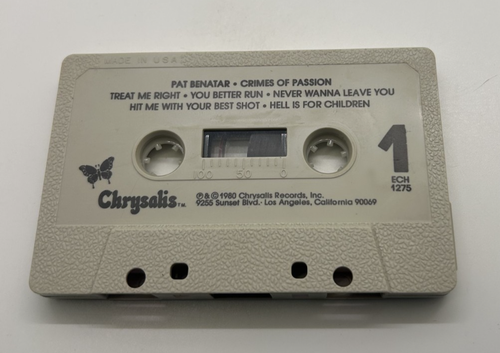 MADE IN U.S.A.
PAT BENATAR • CRIMES OF PASSION
TREAT ME RIGHT • YOU BETTER RUN • NEVER WANNA LEAVE YOU
HIT ME WITH YOUR BEST SHOT • HELL IS FOR CHILDREN
1
100 50 0
ECH
1275
Chrysalis TM
℗ & © 1980 Chrysalis Records, Inc.
9255 Sunset Blvd.· Los Angeles, California 90069